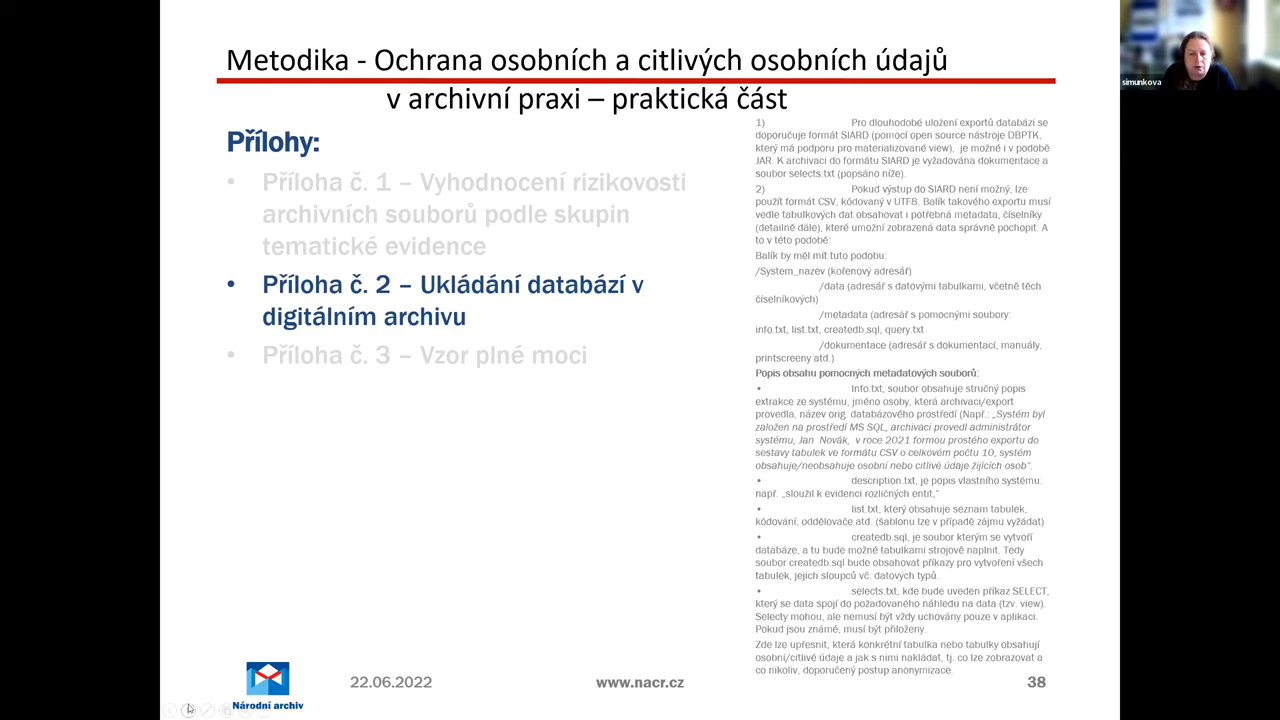 Metodika - Ochrana osobních a citlivých osobních údajů
v archivní praxi – praktická část
Přílohy:
• Příloha č. 1 – Vyhodnocení rizikovosti
archivních souborů podle skupin
tematické evidence
• Příloha č. 2 – Ukládání databází v
digitálním archivu
• Příloha č. 3 – Vzor plné moci
1) Pro dlouhodobé uložení exportů databází se
doporučuje formát SIARD (pomocí open source nástroje DBPTK,
který má podporu pro materializované view), je možné i v podobě
JAR. K archivaci do formátu SIARD je vyžadována dokumentace a
soubor selects.txt (popsáno níže).
2) Pokud výstup do SIARD není možný, lze
použít formát CSV, kódovaný v UTF8. Balík takového exportu musí
vedle tabulkových dat obsahovat i potřebná metadata, číselníky
(detailně dále), které umožní zobrazená data správně pochopit. A
to v této podobě:
Balík by měl mít tuto podobu:
/System_nazev (kořenový adresář)
/data (adresář s datovými tabulkami, včetně těch
číselníkových)
/metadata (adresář s pomocnými soubory:
info.txt, list.txt, createdb.sql, query.txt
/dokumentace (adresář s dokumentací, manuály,
printscreeny atd.)
Popis obsahu pomocných metadatových souborů:
• Info.txt, soubor obsahuje stručný popis
extrakce ze systému, jméno osoby, která archivaci/export
provedla, název orig. databázového prostředí (Např.: „Systém byl
založen na prostředí MS SQL, archivaci provedl administrátor
systému, Jan Novák, v roce 2021 formou prostého exportu do
sestavy tabulek ve formátu CSV o celkovém počtu 10, systém
obsahuje/neobsahuje osobní nebo citlivé údaje žijících osob“.
• description.txt, je popis vlastního systému:
např. „sloužil k evidenci rozličných entit,“
• list.txt, který obsahuje seznam tabulek,
kódování, oddělovače atd. (šablonu lze v případě zájmu vyžádat)
• createdb.sql, je soubor kterým se vytvoří
databáze, a tu bude možné tabulkami strojově naplnit. Tedy
soubor createdb.sql bude obsahovat příkazy pro vytvoření všech
tabulek, jejich sloupců vč. datových typů.
• selects.txt, kde bude uveden příkaz SELECT,
který se data spojí do požadovaného náhledu na data (tzv. view).
Selecty mohou, ale nemusí být vždy uchovány pouze v aplikaci.
Pokud jsou známé, musí být přiloženy.
Zde lze upřesnit, která konkrétní tabulka nebo tabulky obsahují
osobní/citlivé údaje a jak s nimi nakládat, tj. co lze zobrazovat a
co nikoliv, doporučený postup anonymizace.
Národní archiv
22.06.2022
www.nacr.cz
38
simunkova